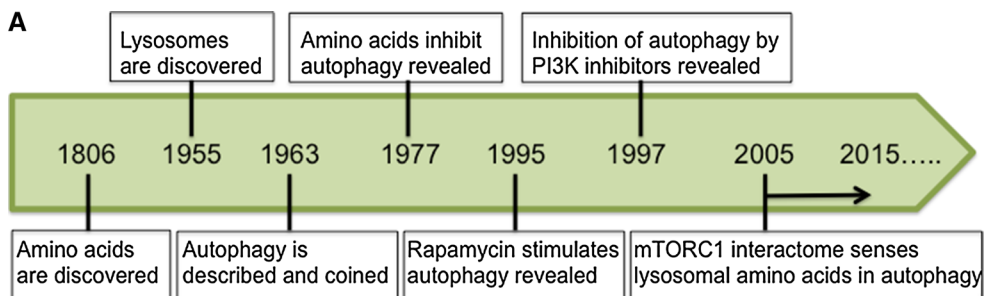 A
Lysosomes
are discovered
Amino acids inhibit
autophagy revealed
Inhibition of autophagy by
PI3K inhibitors revealed
1806 1955 1963 1977 1995 1997 2005 2015.....
Amino acids
are discovered
Autophagy is
described and coined
Rapamycin stimulates
autophagy revealed
mTORC1 interactome senses
lysosomal amino acids in autophagy